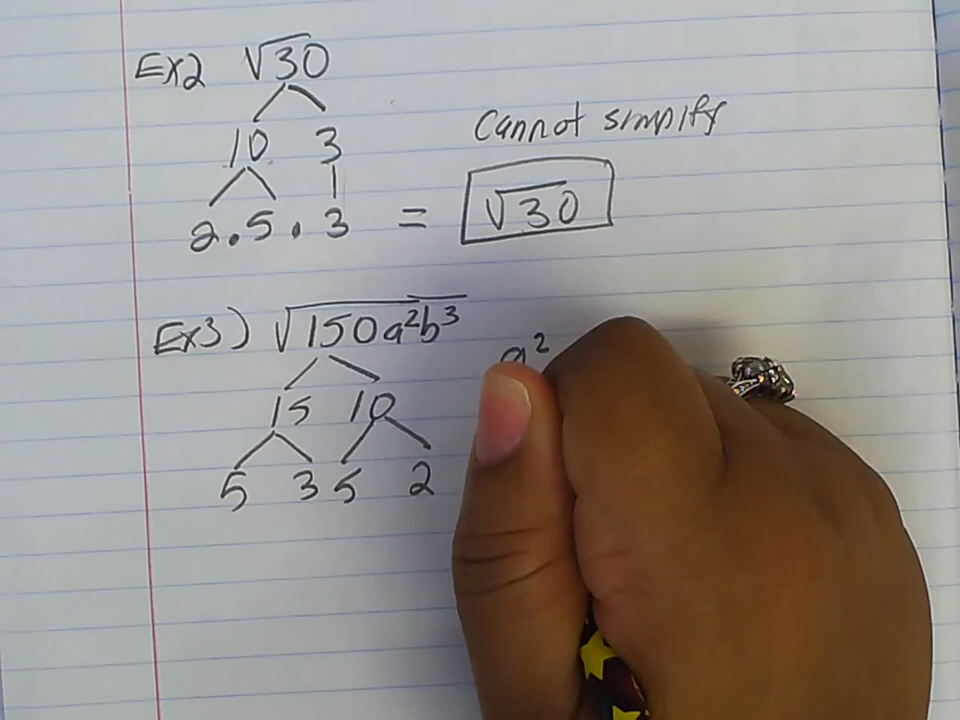 Ex2 √30
10 3
Cannot simplify
2 . 5 . 3 = √30
Ex3) √150a²b³
a²
15 10
5 3 5 2